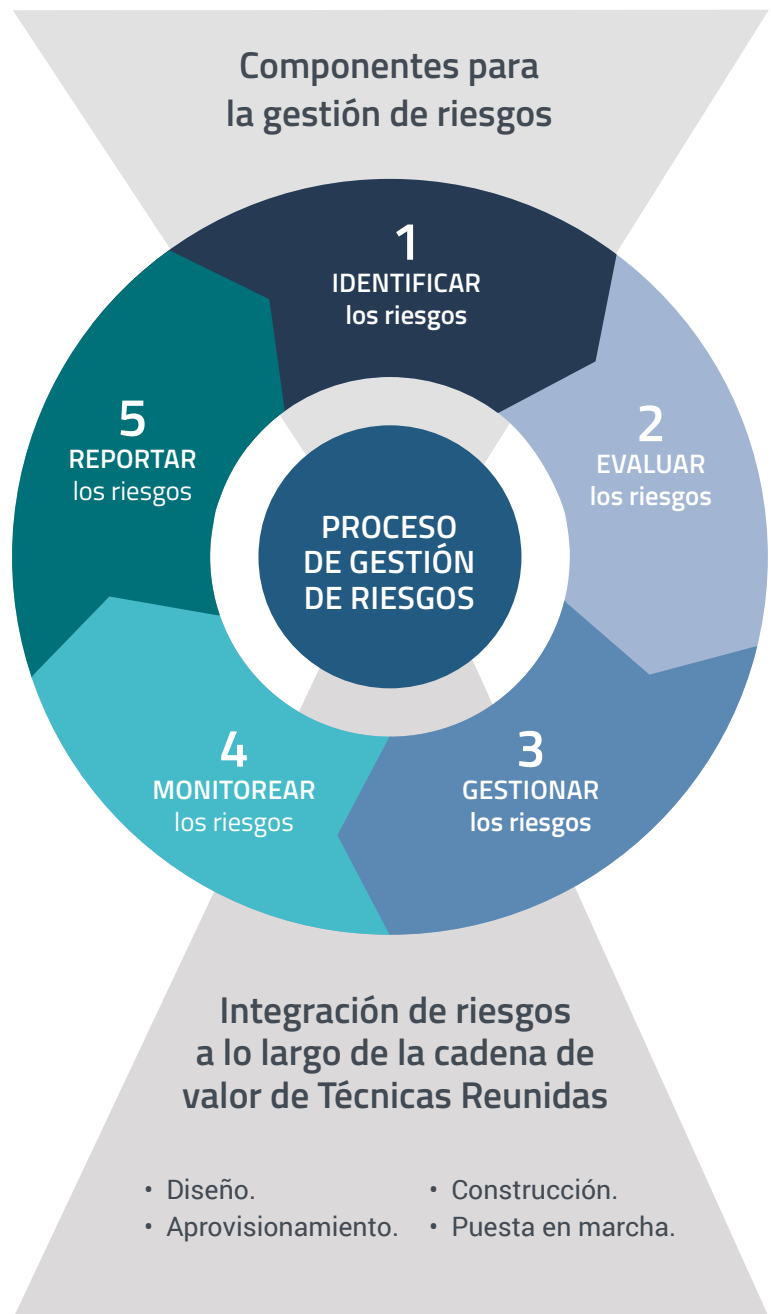 Componentes para
la gestión de riesgos
1
IDENTIFICAR
los riesgos
2
EVALUAR
los riesgos
3
GESTIONAR
los riesgos
4
MONITOREAR
los riesgos
5
REPORTAR
los riesgos
PROCESO
DE GESTIÓN
DE RIESGOS
Integración de riesgos
a lo largo de la cadena de
valor de Técnicas Reunidas
• Diseño.
• Aprovisionamiento.
• Construcción.
• Puesta en marcha.